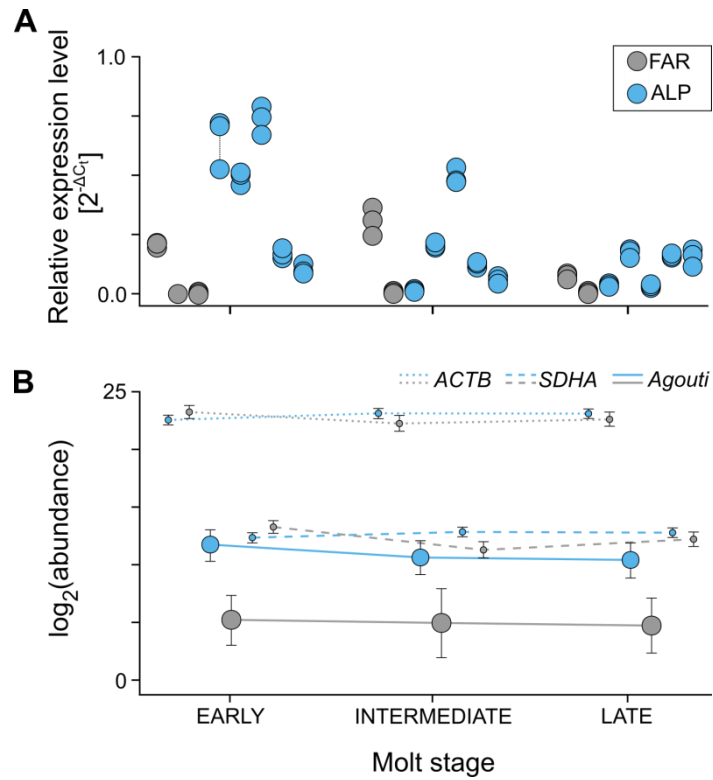 A
Relative expression level
[2^-ΔCt]
1.0
0.0
FAR
ALP
B
log2(abundance)
25
0
ACTB SDHA Agouti
EARLY INTERMEDIATE LATE
Molt stage